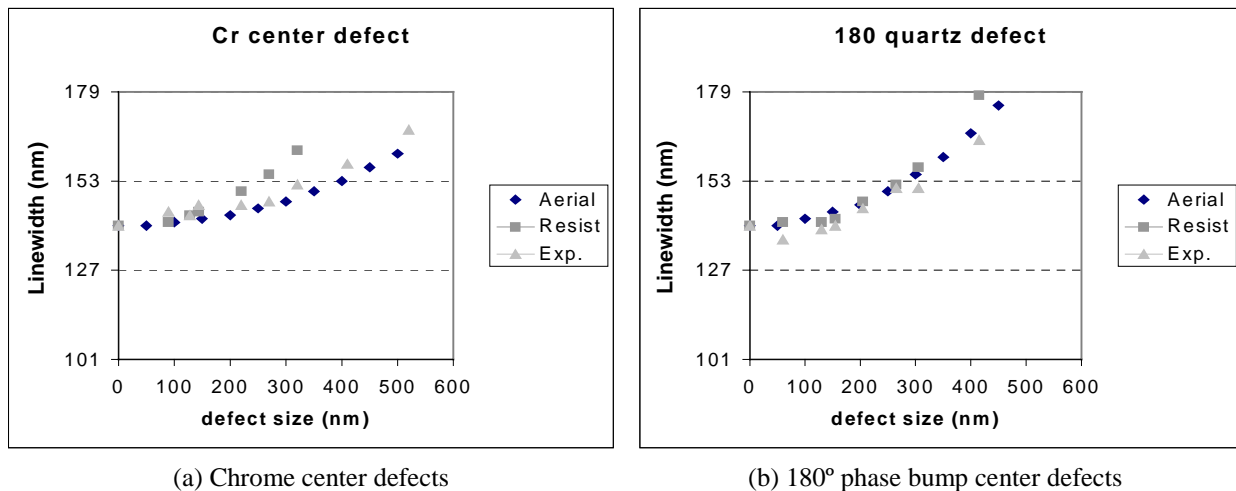 Cr center defect
179
153
127
101
Linewidth (nm)
0 100 200 300 400 500 600
defect size (nm)
Aerial
Resist
Exp.
(a) Chrome center defects
180 quartz defect
179
153
127
101
Linewidth (nm)
0 100 200 300 400 500 600
defect size (nm)
Aerial
Resist
Exp.
(b) 180º phase bump center defects